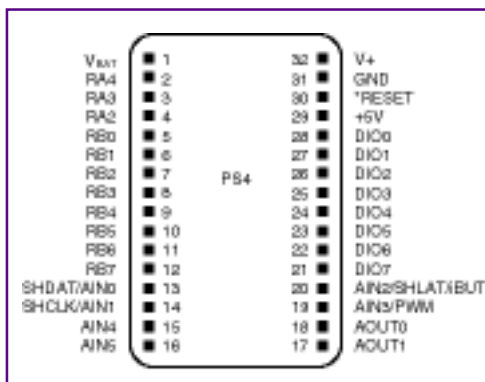 VBAT 1 32 V+
RA4 2 31 GND
RA3 3 30 *RESET
RA2 4 29 +5V
RB0 5 28 DIO0
RB1 6 27 DIO1
RB2 7 PS4 26 DIO2
RB3 8 25 DIO3
RB4 9 24 DIO4
RB5 10 23 DIO5
RB6 11 22 DIO6
RB7 12 21 DIO7
SHDAT/AIN0 13 20 AIN2/SHLAT/iBUT
SHCLK/AIN1 14 19 AIN3/PWM
AIN4 15 18 AOUT0
AIN5 16 17 AOUT1